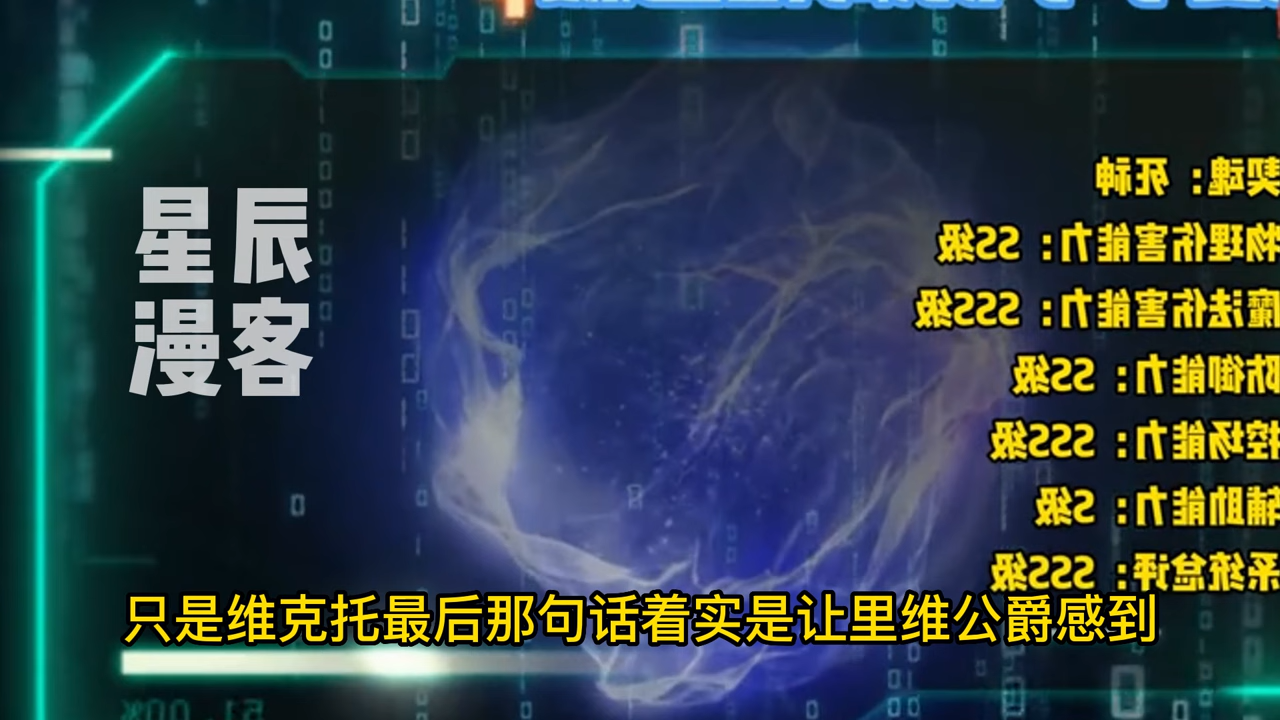 星辰
漫客
契魂：死神
物理伤害能力：SS级
魔法伤害能力：SSS级
防御能力：SS级
控场能力：SSS级
辅助能力：S级
系统总评：SSS级
只是维克托最后那句话着实是让里维公爵感到
51.00%